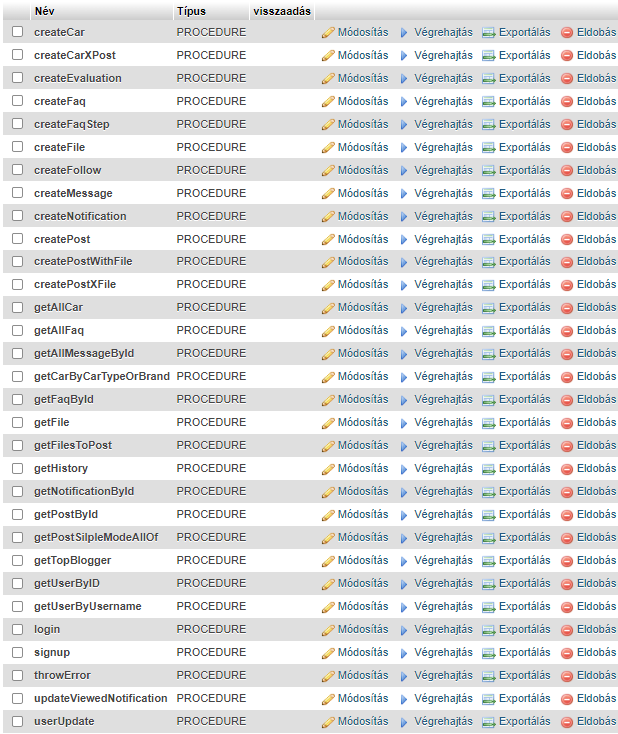 Név Típus visszaadás
createCar PROCEDURE Módosítás Végrehajtás Exportálás Eldobás
createCarXPost PROCEDURE Módosítás Végrehajtás Exportálás Eldobás
createEvaluation PROCEDURE Módosítás Végrehajtás Exportálás Eldobás
createFaq PROCEDURE Módosítás Végrehajtás Exportálás Eldobás
createFaqStep PROCEDURE Módosítás Végrehajtás Exportálás Eldobás
createFile PROCEDURE Módosítás Végrehajtás Exportálás Eldobás
createFollow PROCEDURE Módosítás Végrehajtás Exportálás Eldobás
createMessage PROCEDURE Módosítás Végrehajtás Exportálás Eldobás
createNotification PROCEDURE Módosítás Végrehajtás Exportálás Eldobás
createPost PROCEDURE Módosítás Végrehajtás Exportálás Eldobás
createPostWithFile PROCEDURE Módosítás Végrehajtás Exportálás Eldobás
createPostXFile PROCEDURE Módosítás Végrehajtás Exportálás Eldobás
getAllCar PROCEDURE Módosítás Végrehajtás Exportálás Eldobás
getAllFaq PROCEDURE Módosítás Végrehajtás Exportálás Eldobás
getAllMessageById PROCEDURE Módosítás Végrehajtás Exportálás Eldobás
getCarByCarTypeOrBrand PROCEDURE Módosítás Végrehajtás Exportálás Eldobás
getFaqById PROCEDURE Módosítás Végrehajtás Exportálás Eldobás
getFile PROCEDURE Módosítás Végrehajtás Exportálás Eldobás
getFilesToPost PROCEDURE Módosítás Végrehajtás Exportálás Eldobás
getHistory PROCEDURE Módosítás Végrehajtás Exportálás Eldobás
getNotificationById PROCEDURE Módosítás Végrehajtás Exportálás Eldobás
getPostById PROCEDURE Módosítás Végrehajtás Exportálás Eldobás
getPostSilpleModeAllOf PROCEDURE Módosítás Végrehajtás Exportálás Eldobás
getTopBlogger PROCEDURE Módosítás Végrehajtás Exportálás Eldobás
getUserByID PROCEDURE Módosítás Végrehajtás Exportálás Eldobás
getUserByUsername PROCEDURE Módosítás Végrehajtás Exportálás Eldobás
login PROCEDURE Módosítás Végrehajtás Exportálás Eldobás
signup PROCEDURE Módosítás Végrehajtás Exportálás Eldobás
throwError PROCEDURE Módosítás Végrehajtás Exportálás Eldobás
updateViewedNotification PROCEDURE Módosítás Végrehajtás Exportálás Eldobás
userUpdate PROCEDURE Módosítás Végrehajtás Exportálás Eldobás